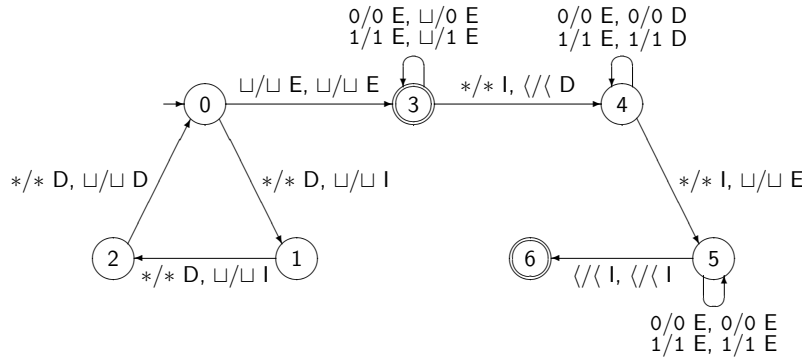 0/0 E, ⊔/0 E
1/1 E, ⊔/1 E
0/0 E, 0/0 D
1/1 E, 1/1 D
0
⊔/⊔ E, ⊔/⊔ E
3
*/* I, ⟨/⟨ D
4
*/* D, ⊔/⊔ D
*/* D, ⊔/⊔ I
*/* I, ⊔/⊔ E
2
*/* D, ⊔/⊔ I
1
6
⟨/⟨ I, ⟨/⟨ I
5
0/0 E, 0/0 E
1/1 E, 1/1 E